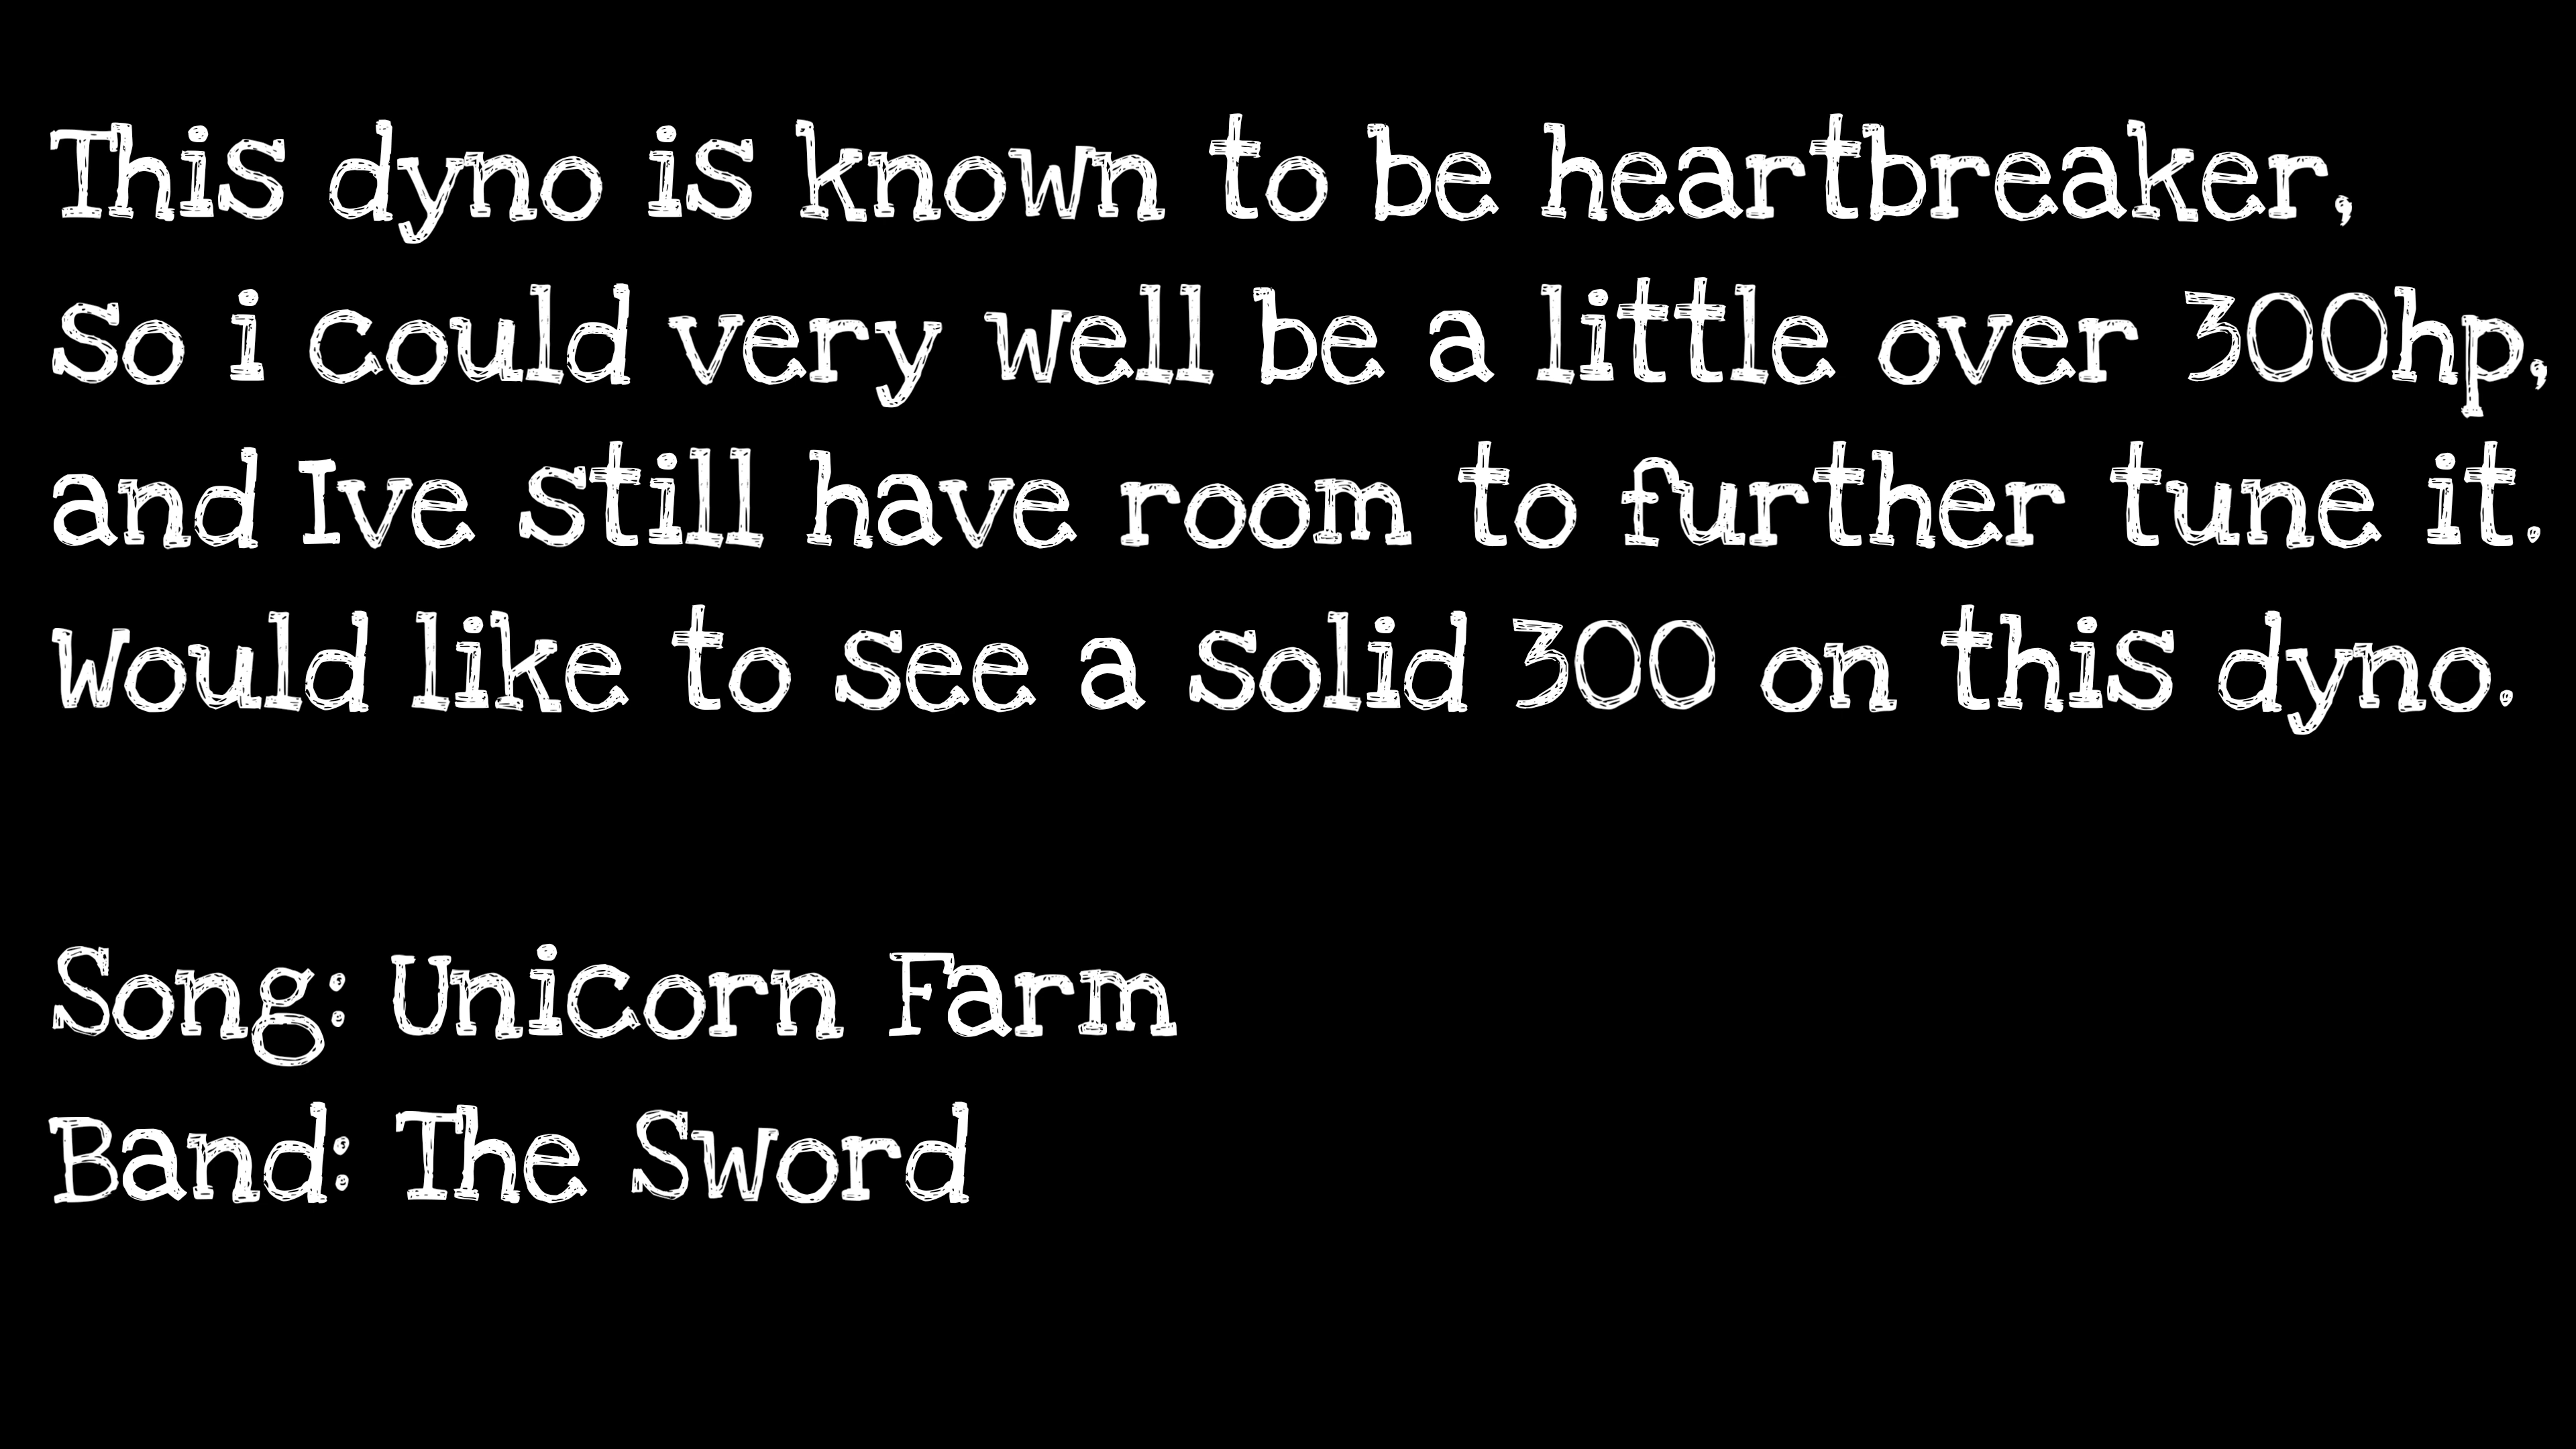 This dyno is known to be heartbreaker,
So i could very well be a little over 300hp,
and Ive still have room to further tune it.
Would like to see a solid 300 on this dyno.
Song: Unicorn Farm
Band: The Sword